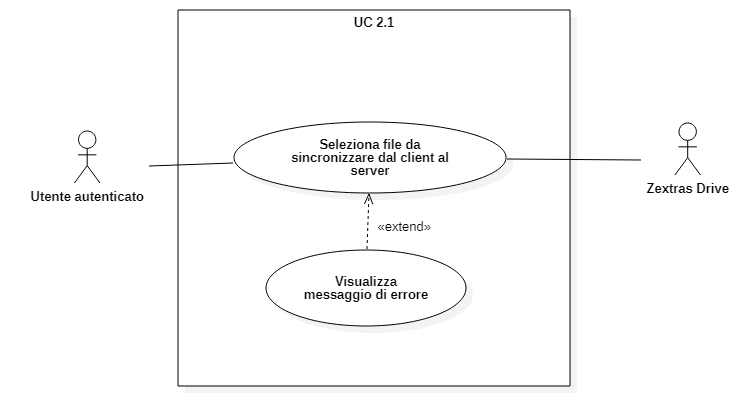 UC 2.1
Seleziona file da
sincronizzare dal client al
server
Utente autenticato
Zextras Drive
«extend»
Visualizza
messaggio di errore